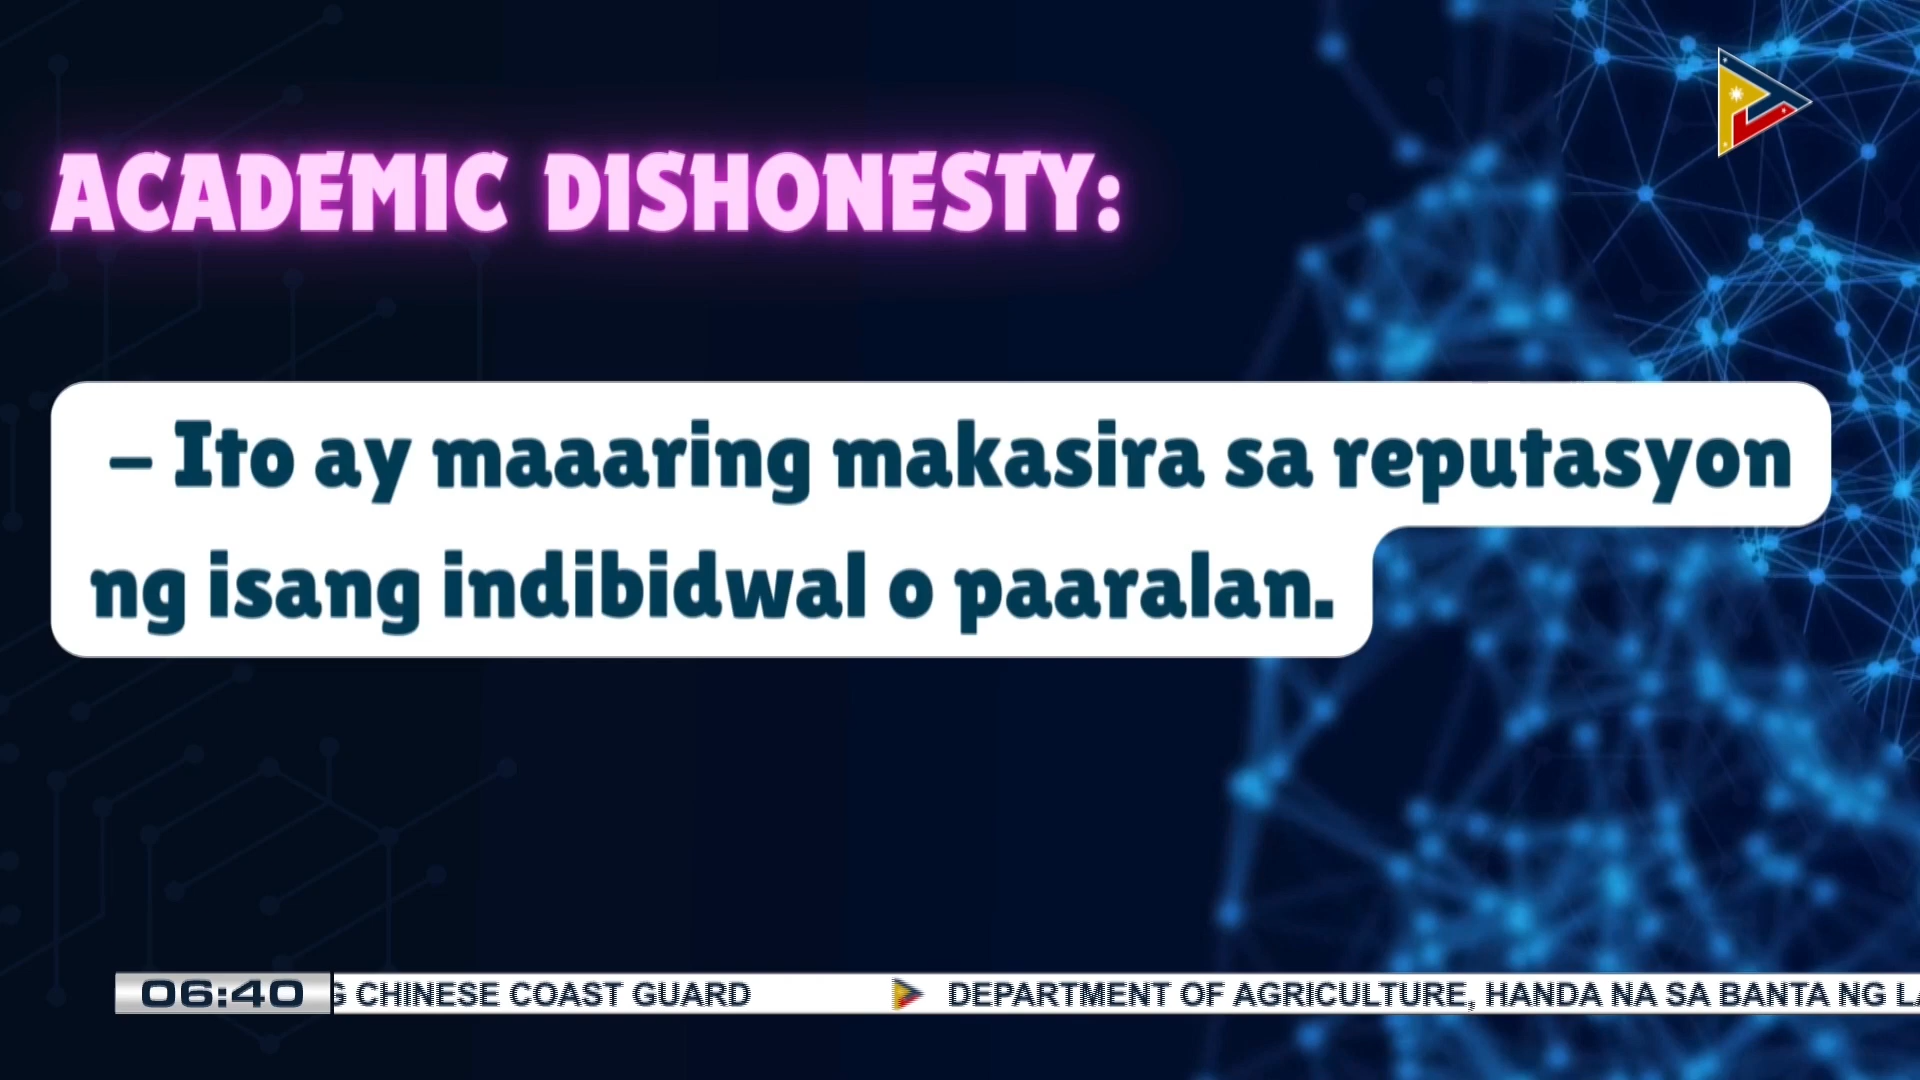 ACADEMIC DISHONESTY:
– Ito ay maaaring makasira sa reputasyon
ng isang indibidwal o paaralan.
06:40
G CHINESE COAST GUARD DEPARTMENT OF AGRICULTURE, HANDA NA SA BANTA NG LA